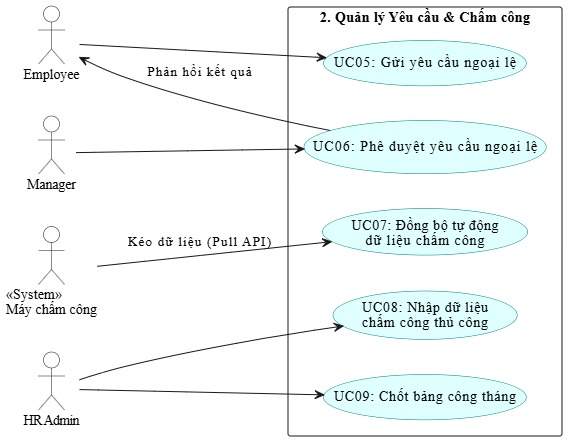 2. Quản lý Yêu cầu & Chấm công
Employee
UC05: Gửi yêu cầu ngoại lệ
Phản hồi kết quả
Manager
UC06: Phê duyệt yêu cầu ngoại lệ
Kéo dữ liệu (Pull API)
UC07: Đồng bộ tự động
dữ liệu chấm công
«System»
Máy chấm công
UC08: Nhập dữ liệu
chấm công thủ công
HR Admin
UC09: Chốt bảng công tháng